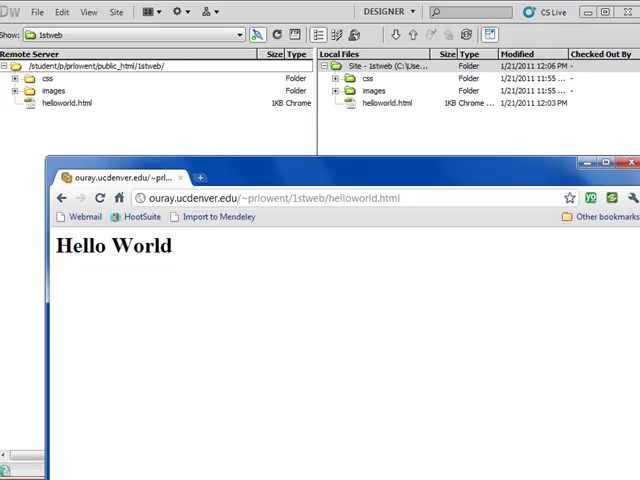 Dw File Edit View Site DESIGNER CS Live
Show: 1stweb
Remote Server Size Type Local Files Size Type Modified Checked Out By
/student/p/prlowent/public_html/1stweb/ Site - 1stweb (C:\Use... Folder 1/21/2011 12:06 PM -
css Folder css Folder 1/21/2011 11:55 ... -
images Folder images Folder 1/21/2011 11:55 ... -
helloworld.html 1KB Chrome helloworld.html 1KB Chrome ... 1/21/2011 12:03 PM
ouray.ucdenver.edu/~prl...
ouray.ucdenver.edu/~prlowent/1stweb/helloworld.html
Webmail HootSuite Import to Mendeley Other bookmarks
Hello World